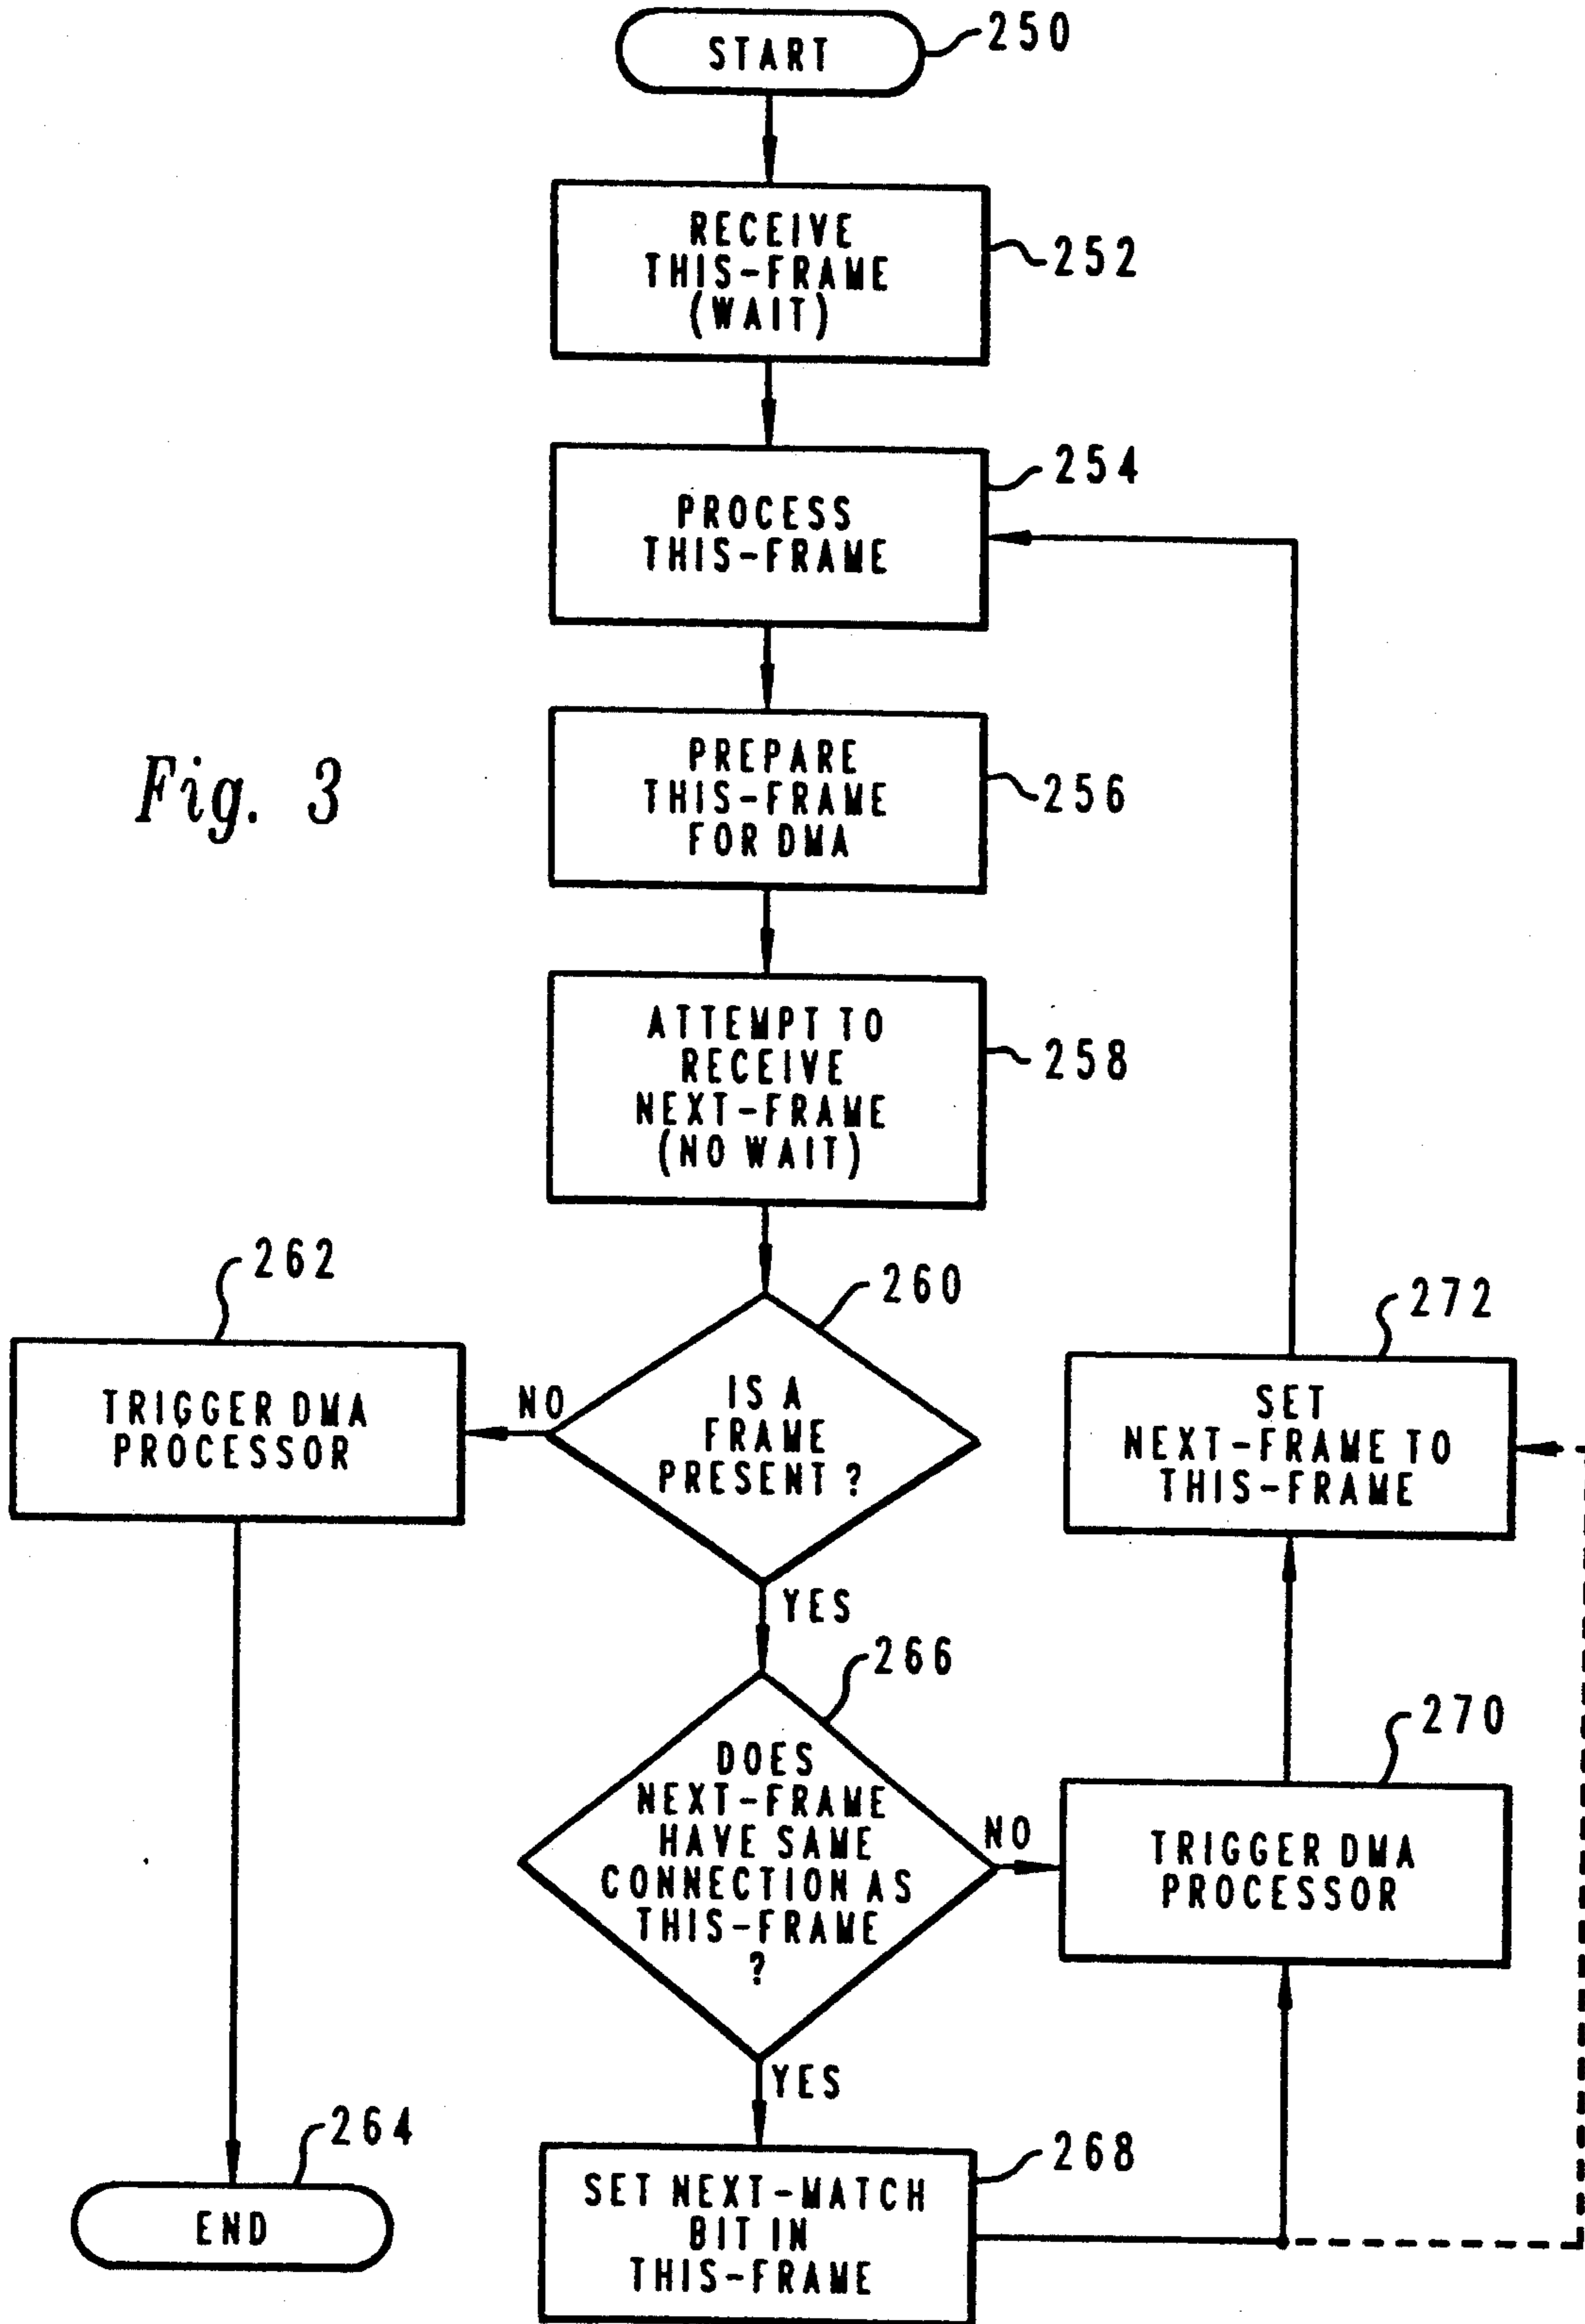 START
250
RECEIVE
THIS-FRAME
(WAIT)
252
PROCESS
THIS-FRAME
254
Fig. 3
PREPARE
THIS-FRAME
FOR DMA
256
ATTEMPT TO
RECEIVE
NEXT-FRAME
(NO WAIT)
258
262
TRIGGER DMA
PROCESSOR
NO
260
IS A
FRAME
PRESENT ?
YES
272
SET
NEXT-FRAME TO
THIS-FRAME
266
DOES
NEXT-FRAME
HAVE SAME
CONNECTION AS
THIS-FRAME
?
NO
270
TRIGGER DMA
PROCESSOR
YES
264
END
268
SET NEXT-MATCH
BIT IN
THIS-FRAME